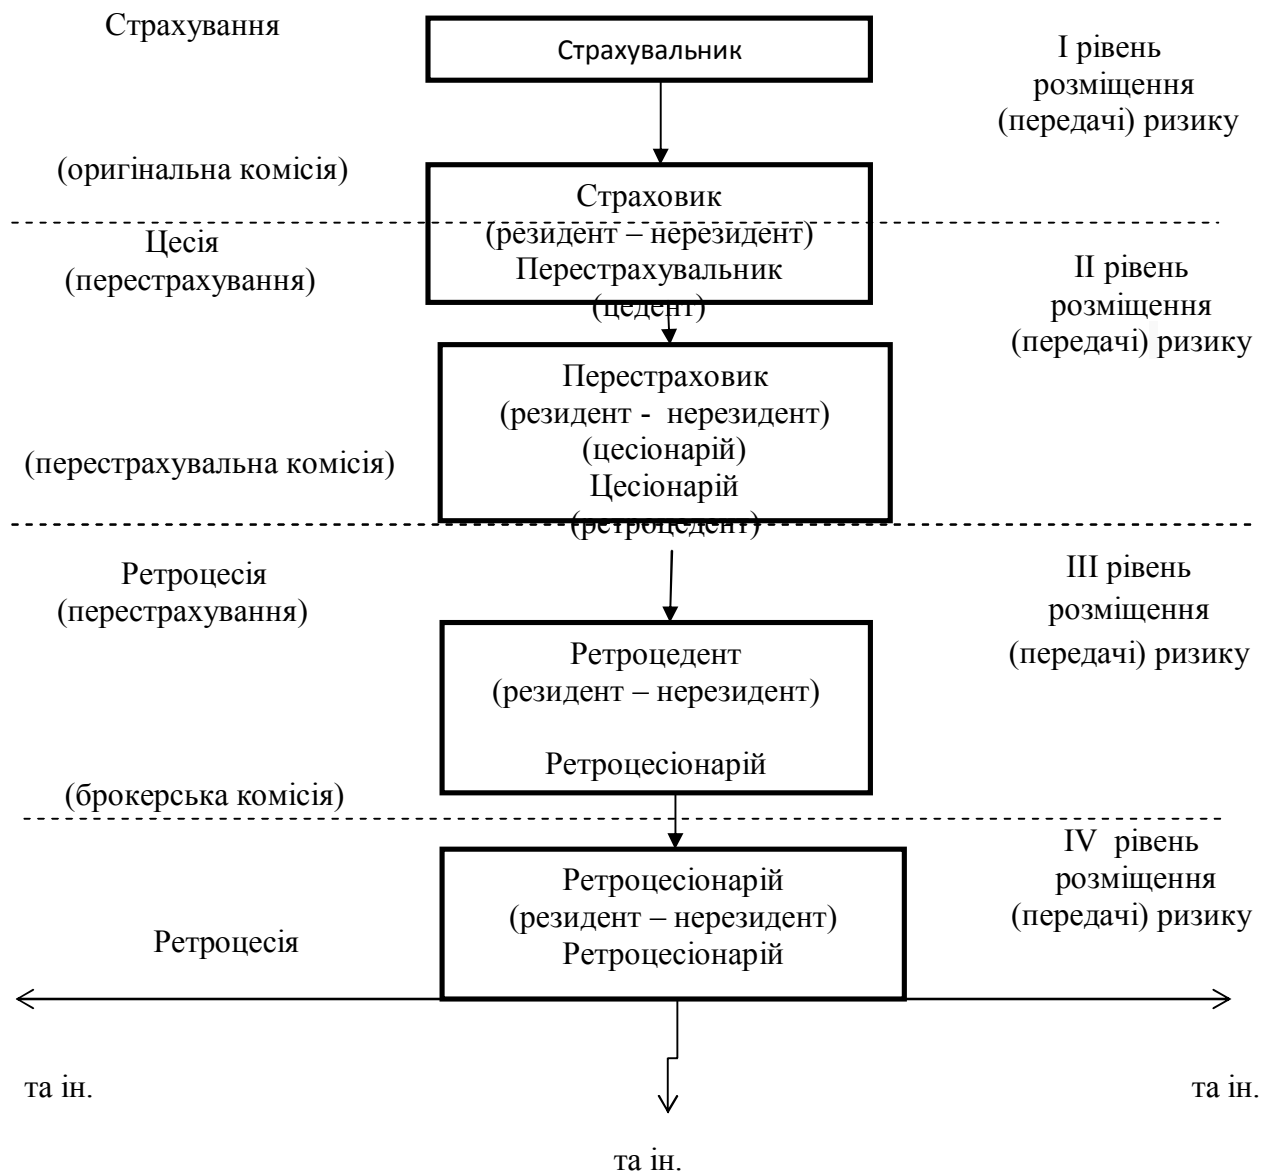 Страхування
Страхувальник
І рівень
розміщення
(передачі) ризику
(оригінальна комісія)
Страховик
(резидент – нерезидент)
Перестрахувальник
(цедент)
Цесія
(перестрахування)
ІІ рівень
розміщення
(передачі) ризику
Перестраховик
(резидент - нерезидент)
(цесіонарій)
Цесіонарій
(ретроцедент)
(перестрахувальна комісія)
Ретроцесія
(перестрахування)
ІІІ рівень
розміщення
(передачі) ризику
Ретроцедент
(резидент – нерезидент)
Ретроцесіонарій
(брокерська комісія)
IV рівень
розміщення
(передачі) ризику
Ретроцесіонарій
(резидент – нерезидент)
Ретроцесіонарій
Ретроцесія
та ін.
та ін.
та ін.